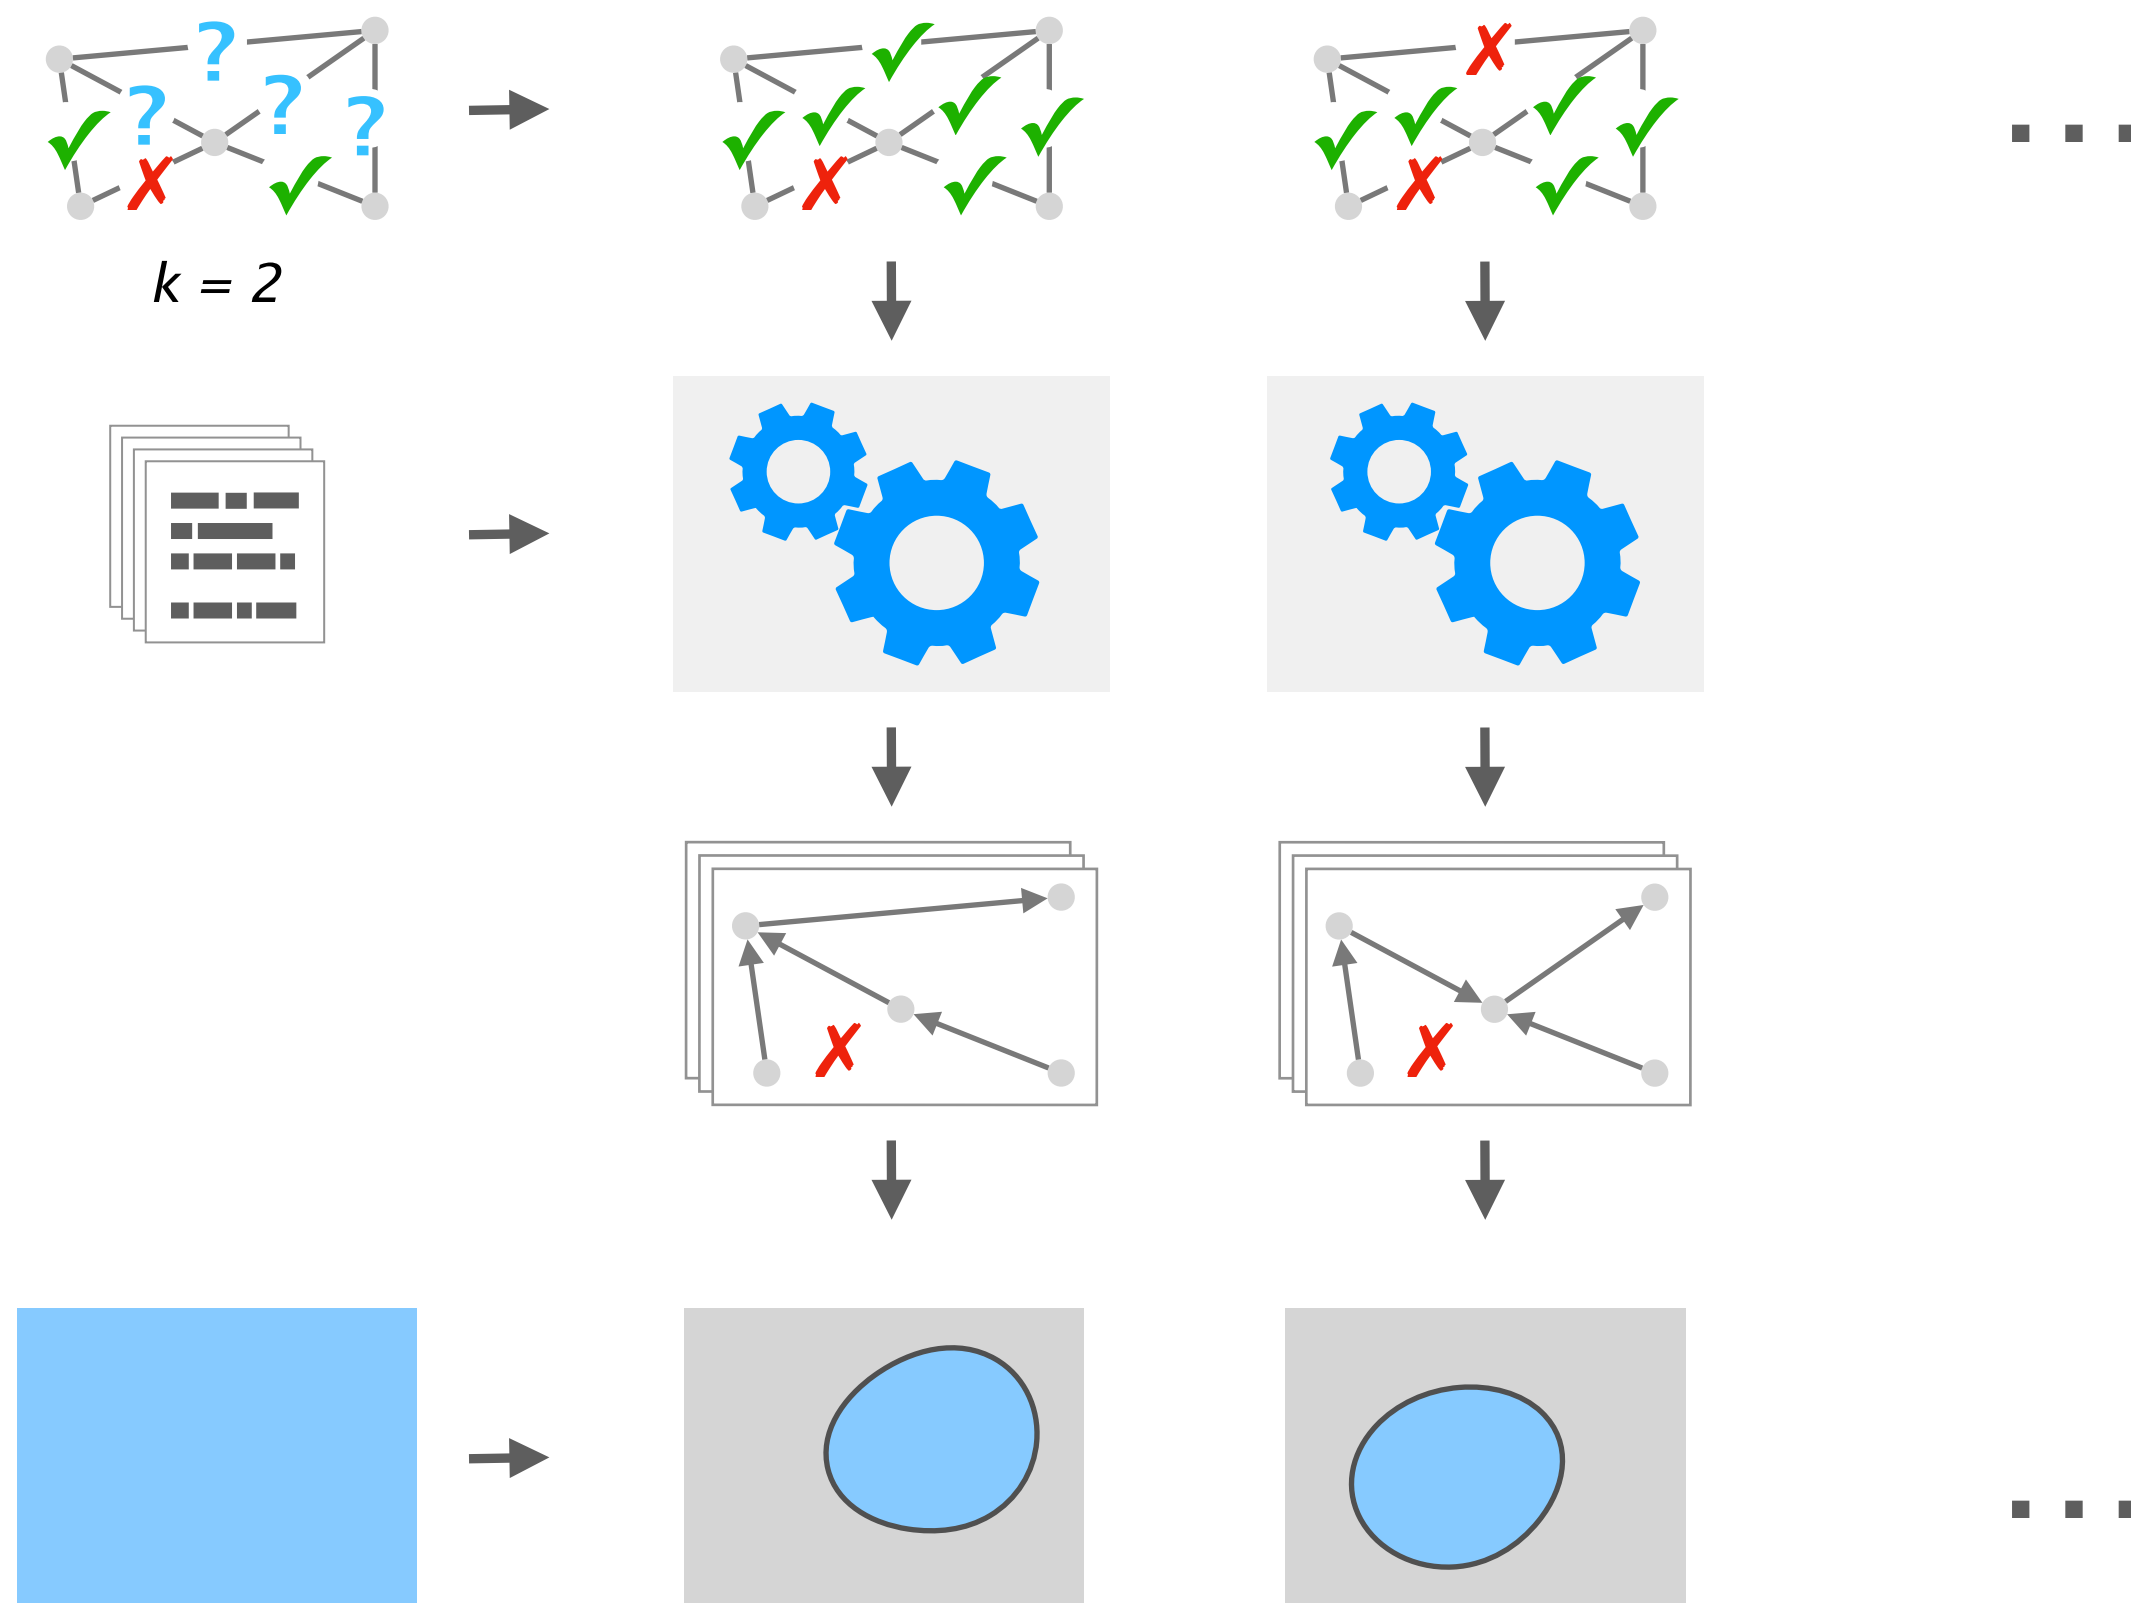 ? ? ? ?
k = 2
. . .
. . .